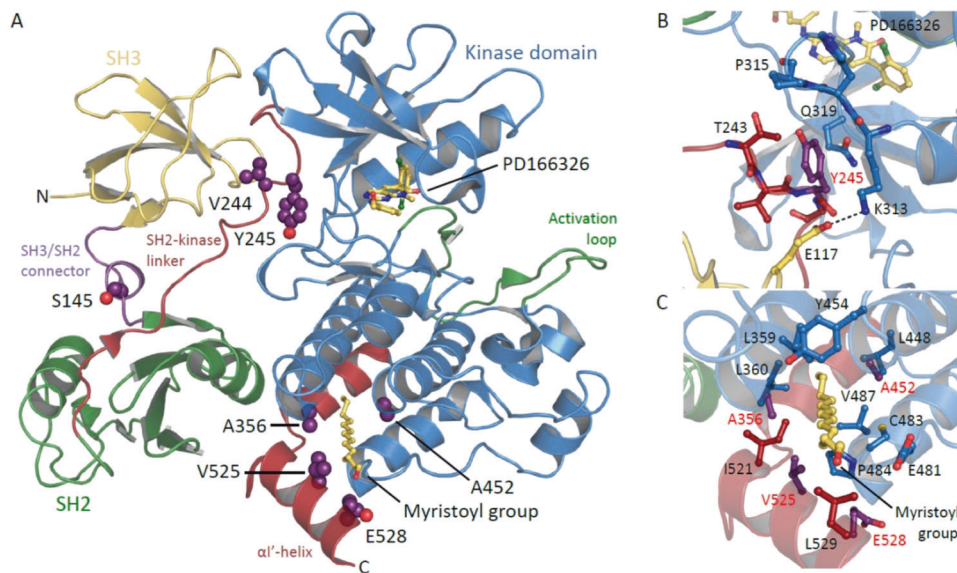 A
SH3
Kinase domain
N
V244
PD166326
SH3/SH2
connector
SH2-kinase
linker
Y245
Activation
loop
S145
A356
V525
A452
SH2
Myristoyl group
E528
αI'-helix
C
B
PD166326
P315
Q319
T243
Y245
K313
E117
C
Y454
L359
L448
L360
A452
V487
A356
C483
I521
P484
E481
V525
Myristoyl
group
L529
E528